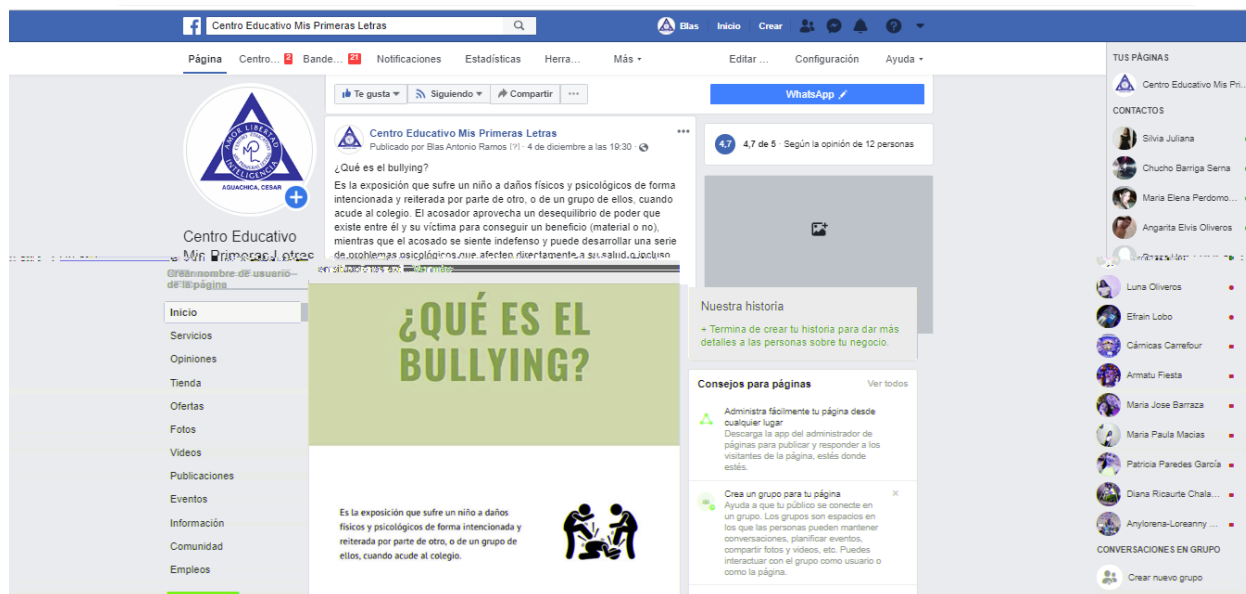 Centro Educativo Mis Primeras Letras
Blas Inicio Crear
Página Centro... 2 Bande... 21 Notificaciones Estadísticas Herra... Más Editar ... Configuración Ayuda
AMOR LIBERTAD
INTELIGENCIA
AGUACHICA, CESAR
Centro Educativo
Mis Primeras Letras
Crear nombre de usuario
de la página
Inicio
Servicios
Opiniones
Tienda
Ofertas
Fotos
Videos
Publicaciones
Eventos
Información
Comunidad
Empleos
Te gusta Siguiendo Compartir ...
Centro Educativo Mis Primeras Letras
Publicado por Blas Antonio Ramos [?] · 4 de diciembre a las 19:30 ·
¿Qué es el bullying?
Es la exposición que sufre un niño a daños físicos y psicológicos de forma
intencionada y reiterada por parte de otro, o de un grupo de ellos, cuando
acude al colegio. El acosador aprovecha un desequilibrio de poder que
existe entre él y su víctima para conseguir un beneficio (material o no),
mientras que el acosado se siente indefenso y puede desarrollar una serie
de problemas psicológicos que afecten directamente a su salud o incluso
¿QUÉ ES EL
BULLYING?
Es la exposición que sufre un niño a daños
físicos y psicológicos de forma intencionada y
reiterada por parte de otro, o de un grupo de
ellos, cuando acude al colegio.
WhatsApp
4,7 4,7 de 5 · Según la opinión de 12 personas
Nuestra historia
+ Termina de crear tu historia para dar más
detalles a las personas sobre tu negocio.
Consejos para páginas Ver todos
Administra fácilmente tu página desde
cualquier lugar
Descarga la app del administrador de
páginas para publicar y responder a los
visitantes de la página, estés donde
estés.
Crea un grupo para tu página
Ayuda a que tu público se conecte en
un grupo. Los grupos son espacios en
los que las personas pueden mantener
conversaciones, planificar eventos,
compartir fotos y videos, etc. Puedes
interactuar con el grupo como usuario o
como la página.
TUS PÁGINAS
Centro Educativo Mis Pri...
CONTACTOS
Silvia Juliana
Chucho Barriga Serna
Maria Elena Perdomo...
Angarita Elvis Oliveros
Luna Oliveros
Efrain Lobo
Cárnicas Carrefour
Armatu Fiesta
Maria Jose Barraza
Maria Paula Macias
Patricia Paredes García
Diana Ricaurte Chala...
Anylorena-Loreanny ...
CONVERSACIONES EN GRUPO
Crear nuevo grupo